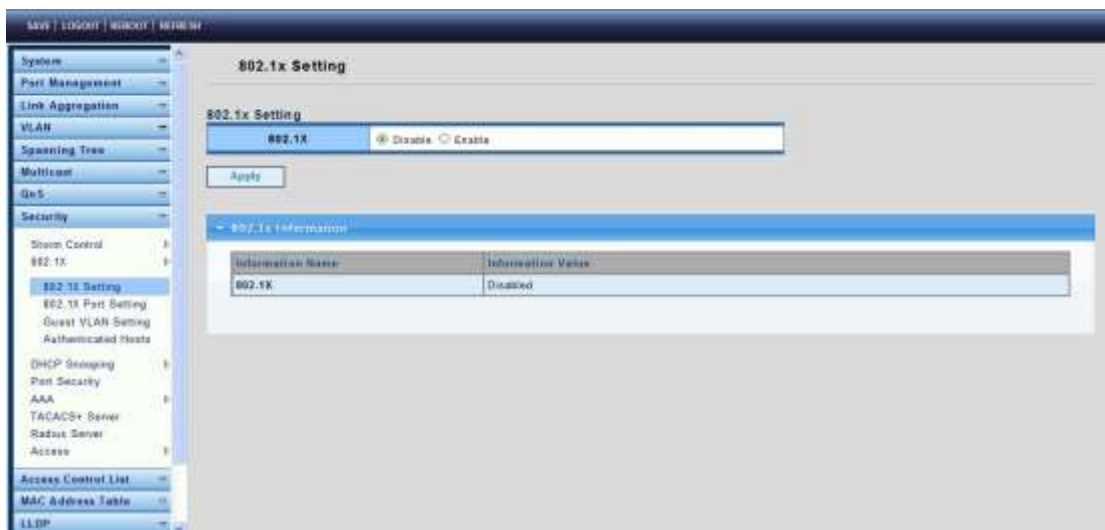 SAVE | LOGOUT | REBOOT | REFRESH
System
Port Management
Link Aggregation
VLAN
Spanning Tree
Multicast
QoS
Security
Storm Control
802.1X
802.1X Setting
802.1X Port Setting
Guest VLAN Setting
Authenticated Hosts
DHCP Snooping
Port Security
AAA
TACACS+ Server
Radius Server
Access
Access Control List
MAC Address Table
LLDP
802.1x Setting
802.1x Setting
802.1X Disable Enable
Apply
802.1x Information
Information Name Information Value
802.1X Disabled